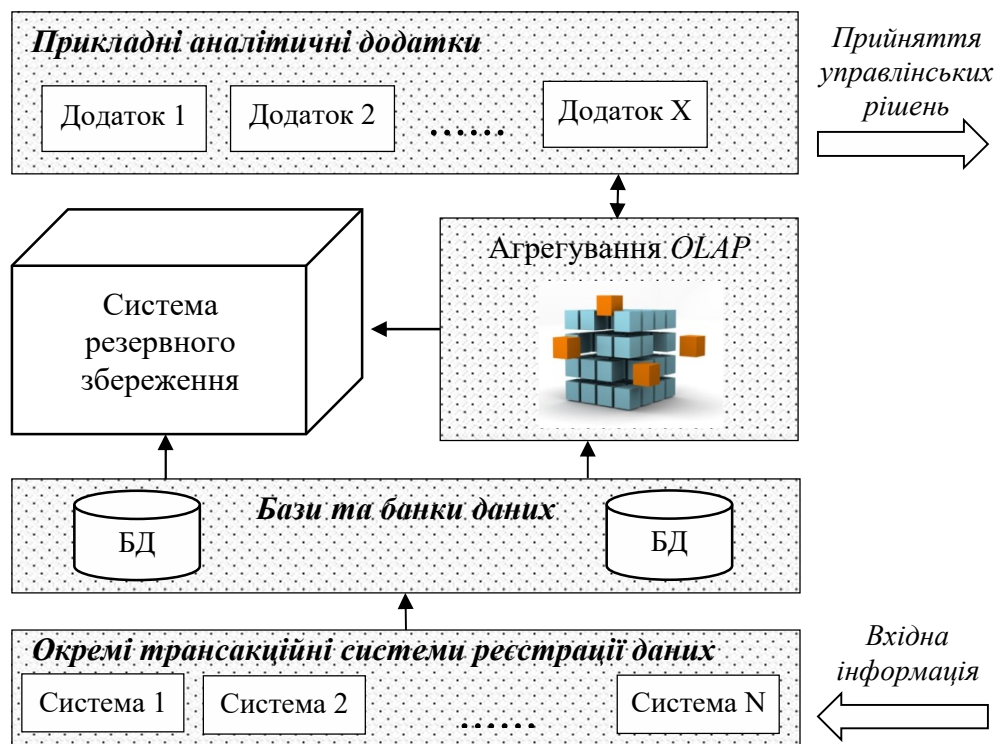 Прикладні аналітичні додатки
Прийняття
управлінських
рішень
Додаток 1
Додаток 2
......
Додаток X
Агрегування OLAP
Система
резервного
збереження
Бази та банки даних
БД
БД
Окремі трансакційні системи реєстрації даних
Вхідна
інформація
Система 1
Система 2
......
Система N